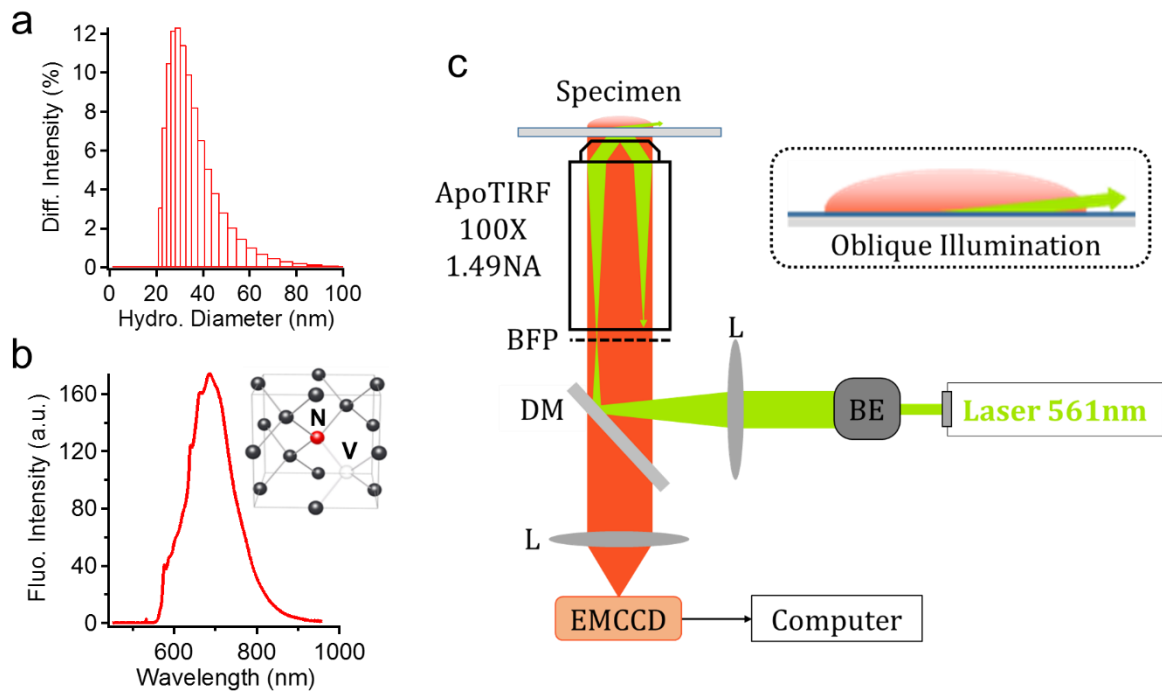 a
Diff. Intensity (%)
12
10
8
6
4
2
0
0 20 40 60 80 100
Hydro. Diameter (nm)
b
Fluo. Intensity (a.u.)
160
120
80
40
0
600 800 1000
Wavelength (nm)
N
V
c
Specimen
ApoTIRF
100X
1.49NA
Oblique Illumination
BFP
L
DM
BE
Laser 561nm
L
EMCCD
Computer